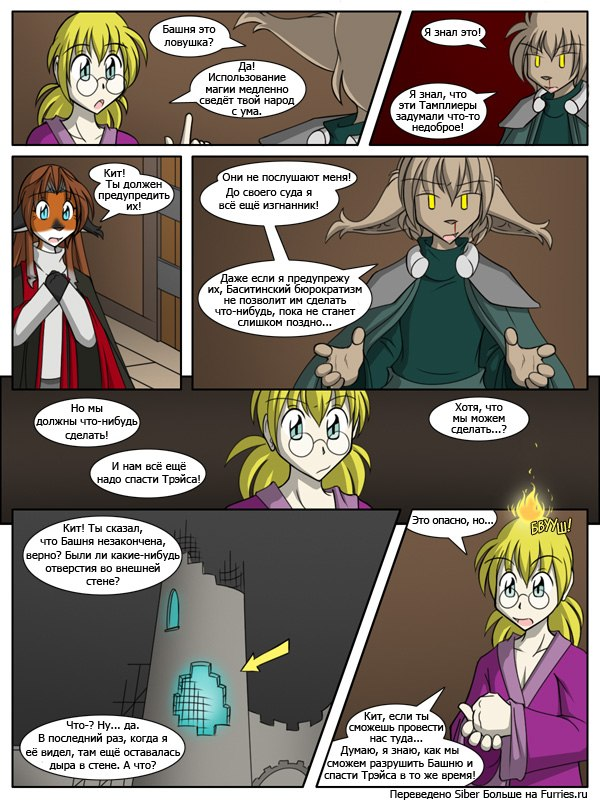 Башня это
ловушка?
Да!
Использование
магии медленно
сведёт твой народ
с ума.
Я знал это!
Я знал, что
эти Тамплиеры
задумали что-то
недоброе!
Кит!
Ты должен
предупредить
их!
Они не послушают меня!
До своего суда я
всё ещё изгнанник!
Даже если я предупрежу
их, Баситинский бюрократизм
не позволит им сделать
что-нибудь, пока не станет
слишком поздно...
Но мы
должны что-нибудь
сделать!
И нам всё ещё
надо спасти Трэйса!
Хотя, что
мы можем
сделать...?
Кит! Ты сказал,
что Башня незакончена,
верно? Были ли какие-нибудь
отверстия во внешней
стене?
Что-? Ну... да.
В последний раз, когда я
её видел, там ещё оставалась
дыра в стене. А что?
Это опасно, но...
БВУУШ!
Кит, если ты
сможешь провести
нас туда...
Думаю, я знаю, как мы
сможем разрушить Башню и
спасти Трэйса в то же время!
Переведено Siber Больше на Furries.ru